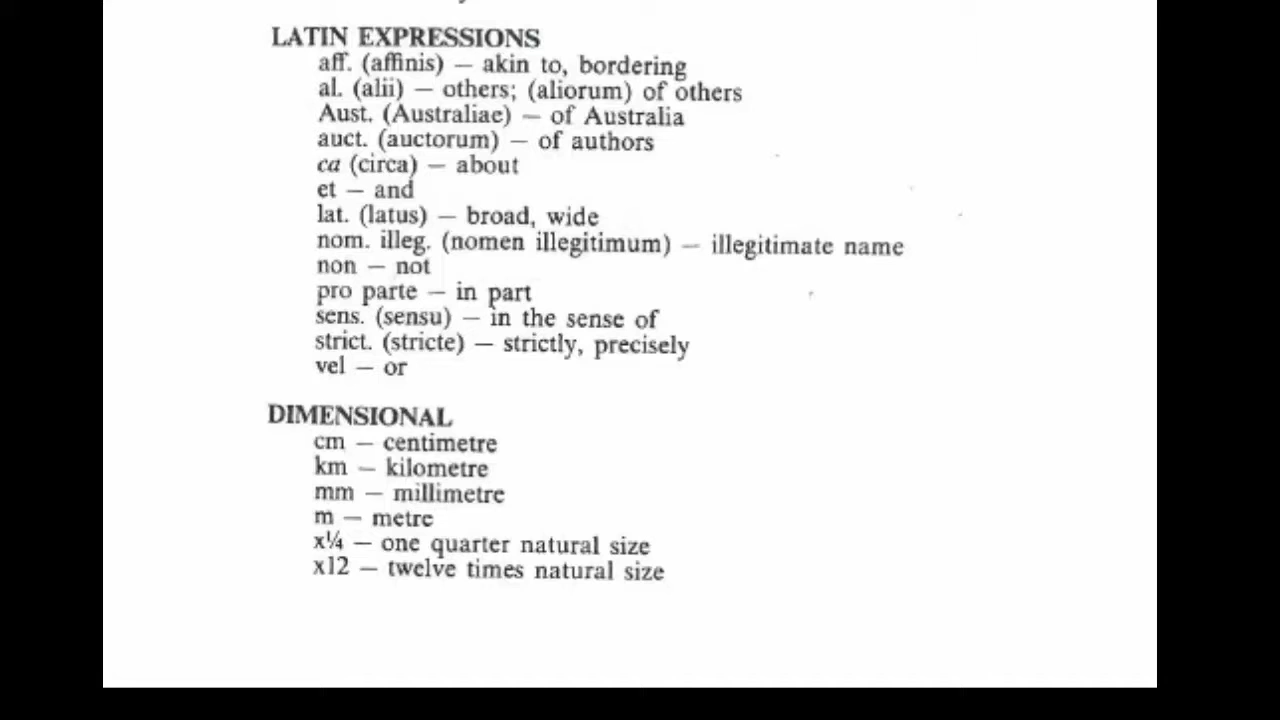 LATIN EXPRESSIONS
aff. (affinis) — akin to, bordering
al. (alii) — others; (aliorum) of others
Aust. (Australiae) — of Australia
auct. (auctorum) — of authors
ca (circa) — about
et — and
lat. (latus) — broad, wide
nom. illeg. (nomen illegitimum) — illegitimate name
non — not
pro parte — in part
sens. (sensu) — in the sense of
strict. (stricte) — strictly, precisely
vel — or
DIMENSIONAL
cm — centimetre
km — kilometre
mm — millimetre
m — metre
x¼ — one quarter natural size
x12 — twelve times natural size